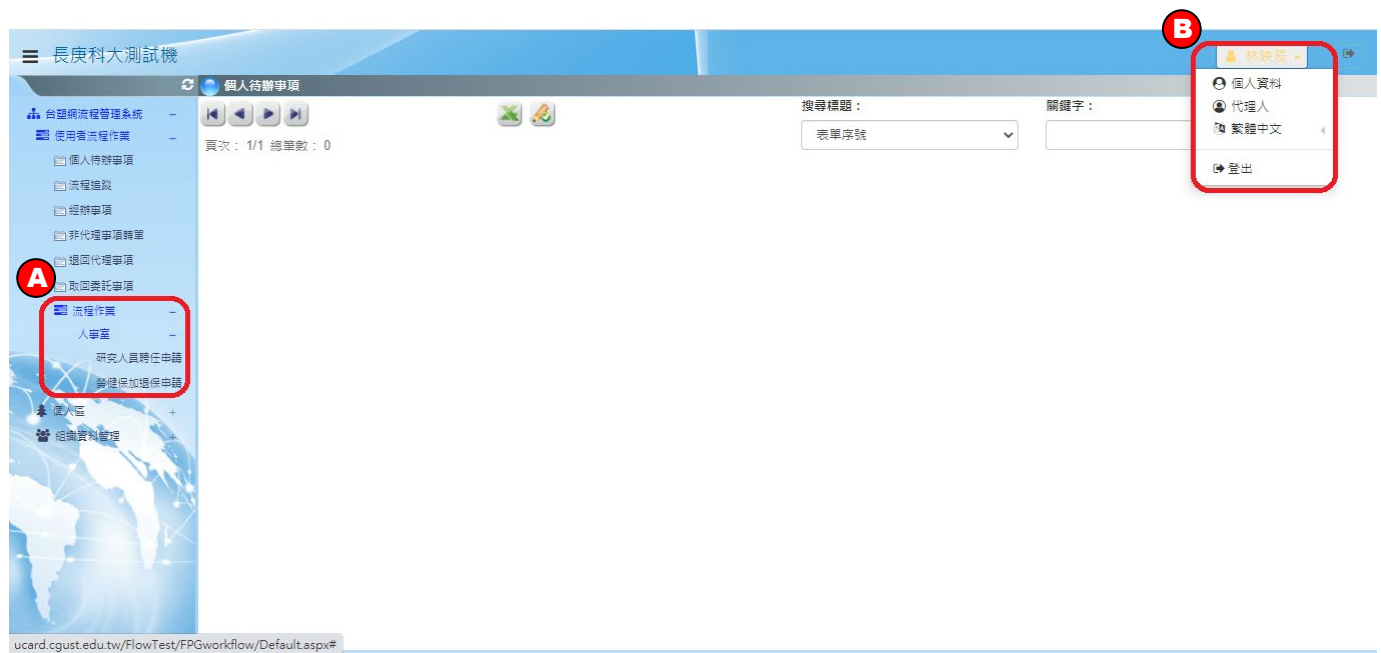 B
長庚科大測試機
林映辰
個人待辦事項
個人資料
代理人
繁體中文
登出
搜尋標題：
關鍵字：
表單序號
頁次： 1/1 總筆數： 0
台塑網流程管理系統
使用者流程作業
個人待辦事項
流程追蹤
經辦事項
非代理事項轉單
退回代理事項
A
取回委託事項
流程作業
人事室
研究人員聘任申請
勞健保加退保申請
個人區
組織資料管理
ucard.cgust.edu.tw/FlowTest/FPGworkflow/Default.aspx#